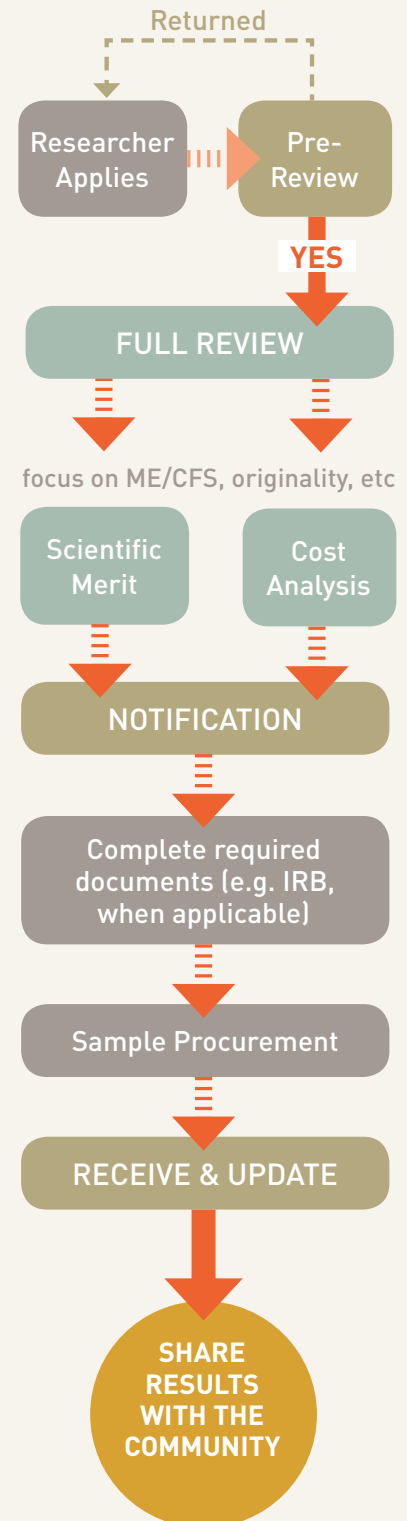 Returned
Researcher
Applies
Pre-
Review
YES
FULL REVIEW
focus on ME/CFS, originality, etc
Scientific
Merit
Cost
Analysis
NOTIFICATION
Complete required
documents (e.g. IRB,
when applicable)
Sample Procurement
RECEIVE & UPDATE
SHARE
RESULTS
WITH THE
COMMUNITY